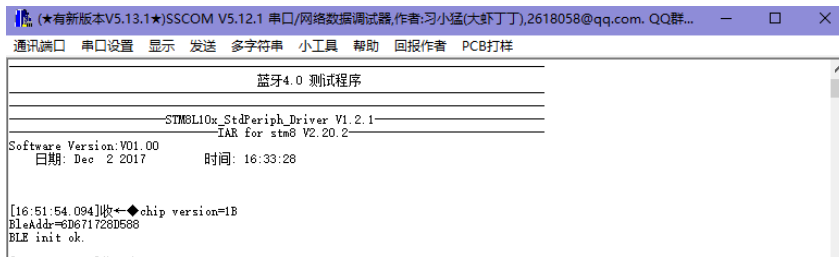 (★有新版本V5.13.1★)SSCOM V5.12.1 串口/网络数据调试器,作者:习小猛(大虾丁丁),2618058@qq.com. QQ群...
通讯端口 串口设置 显示 发送 多字符串 小工具 帮助 回报作者 PCB打样
蓝牙4.0 测试程序
STM8L10x_StdPeriph_Driver V1.2.1
IAR for stm8 V2.20.2
Software Version:V01.00
日期: Dec  2 2017 时间: 16:33:28
[16:51:54.094]收←◆chip version=1B
BleAddr=6D671728D588
BLE init ok.